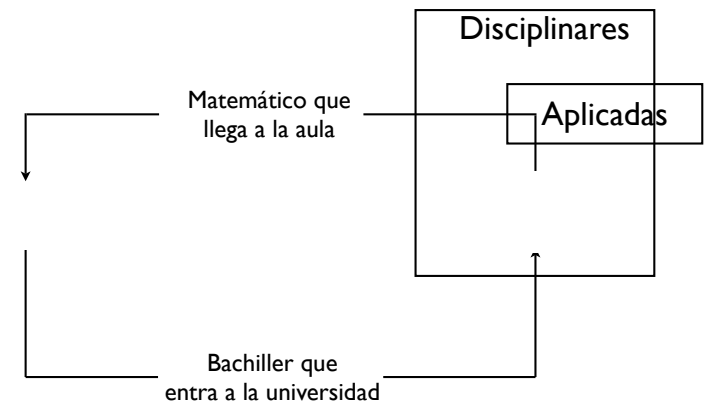 Disciplinares
Aplicadas
Matemático que
llega a la aula
Bachiller que
entra a la universidad